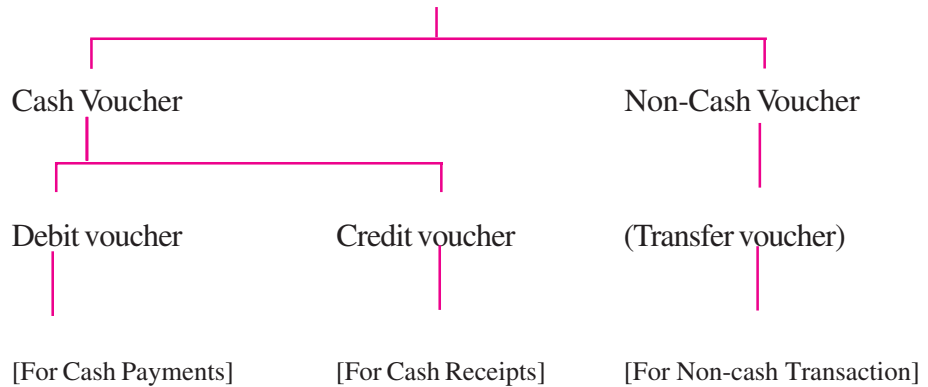 Cash Voucher Non-Cash Voucher
Debit voucher Credit voucher (Transfer voucher)
[For Cash Payments] [For Cash Receipts] [For Non-cash Transaction]